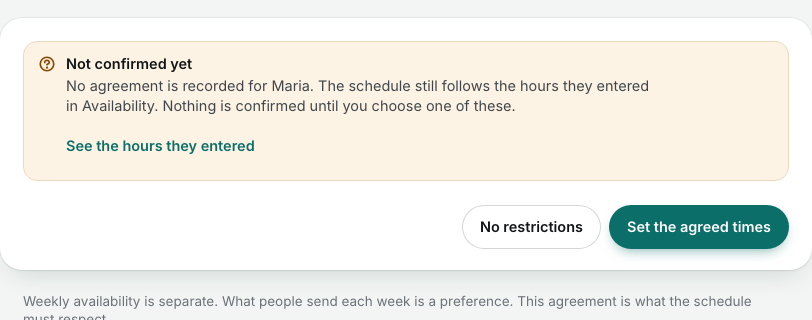 Not confirmed yet
No agreement is recorded for Maria. The schedule still follows the hours they entered
in Availability. Nothing is confirmed until you choose one of these.
See the hours they entered
No restrictions
Set the agreed times
Weekly availability is separate. What people send each week is a preference. This agreement is what the schedule
must respect.